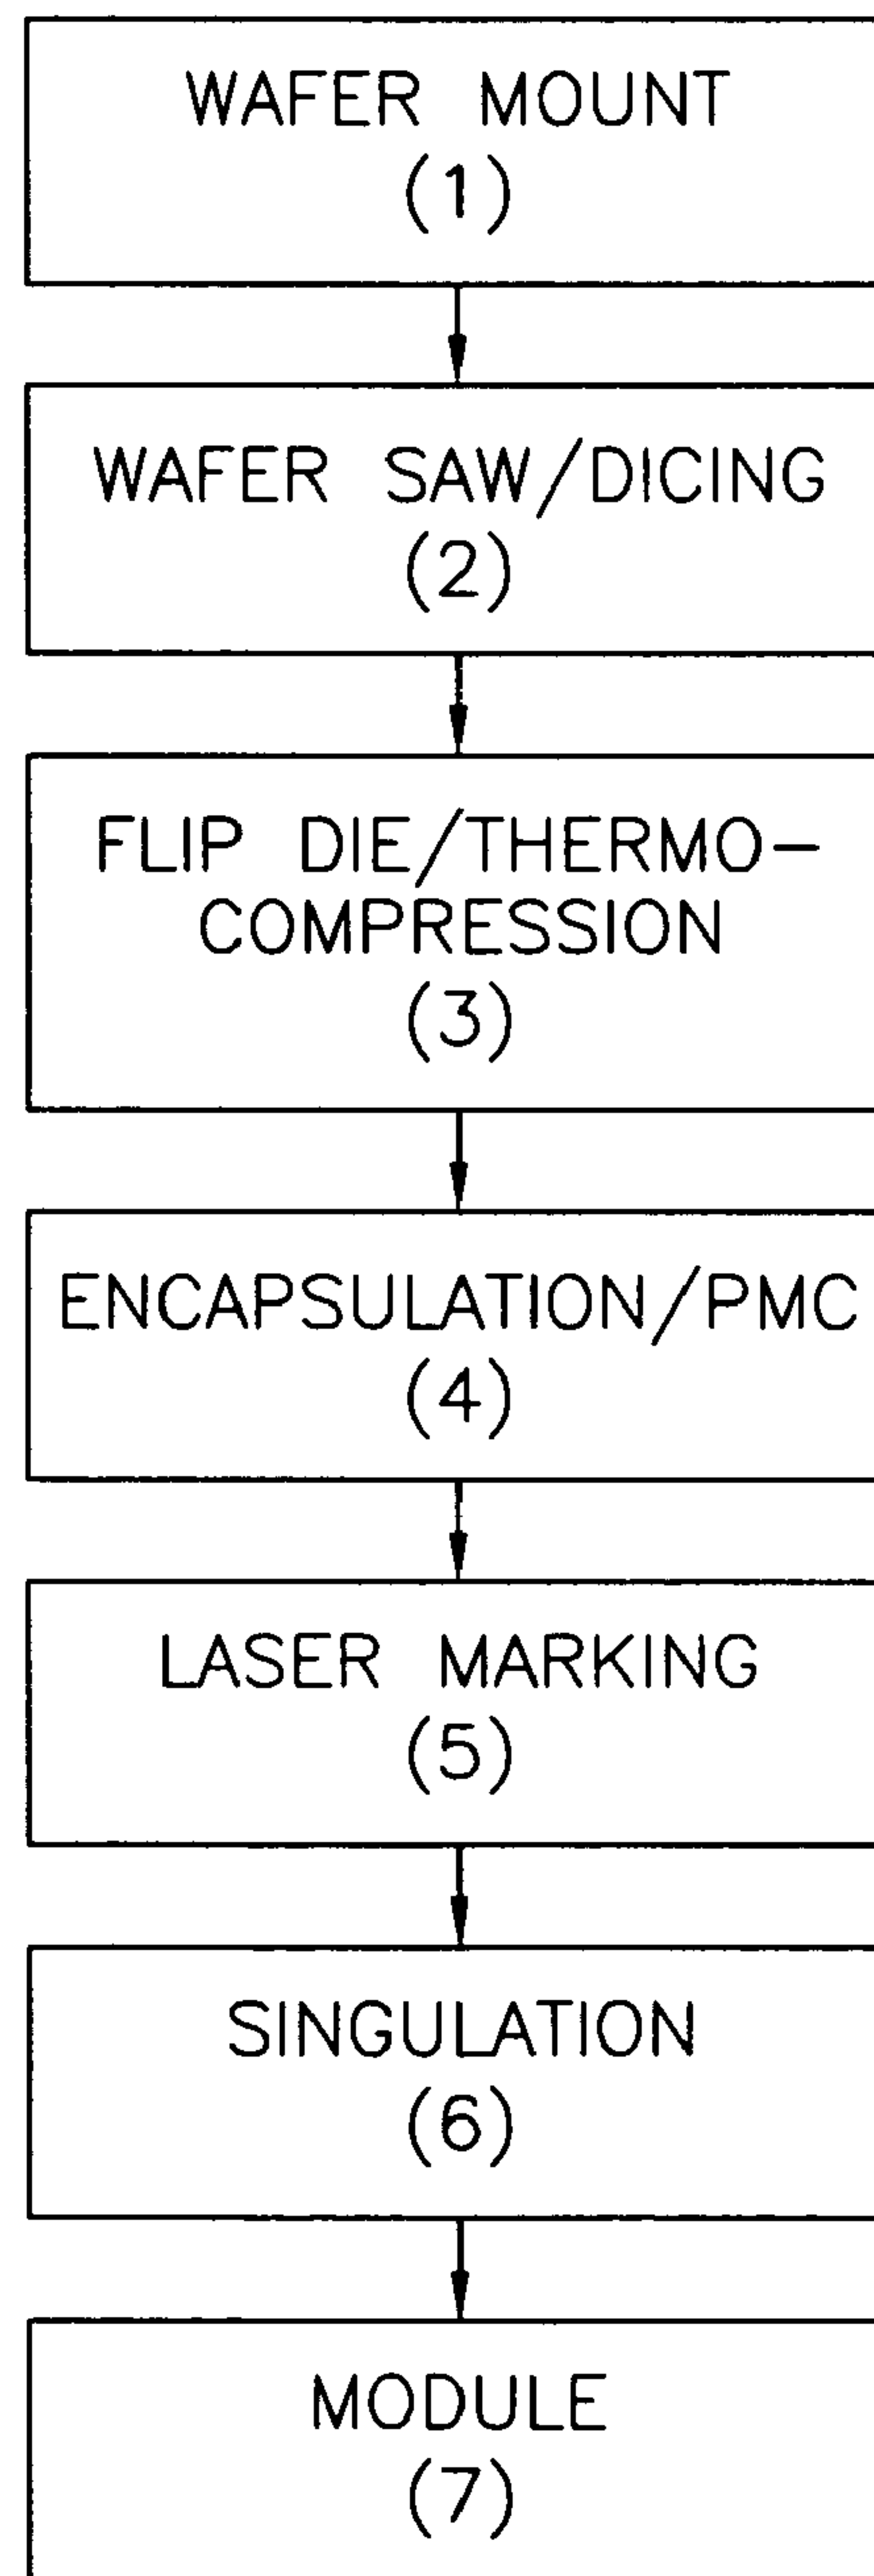 WAFER MOUNT
(1)
WAFER SAW/DICING
(2)
FLIP DIE/THERMO-
COMPRESSION
(3)
ENCAPSULATION/PMC
(4)
LASER MARKING
(5)
SINGULATION
(6)
MODULE
(7)